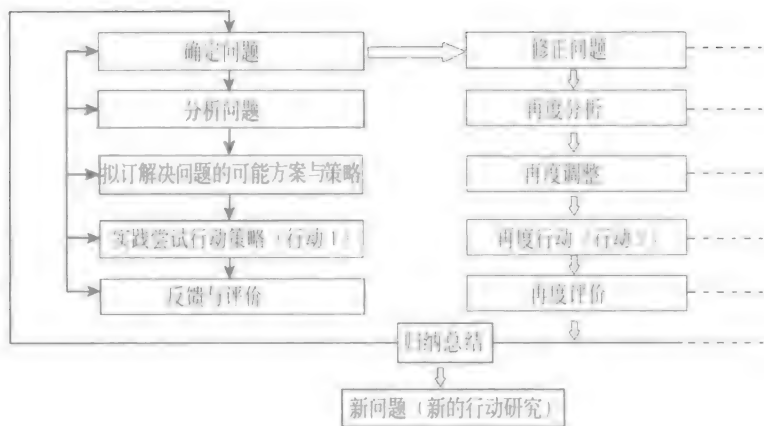 确定问题
分析问题
拟订解决问题的可能方案与策略
实践尝试行动策略（行动1）
反馈与评价
修正问题
再度分析
再度调整
再度行动（行动2）
再度评价
归纳总结
新问题（新的行动研究）